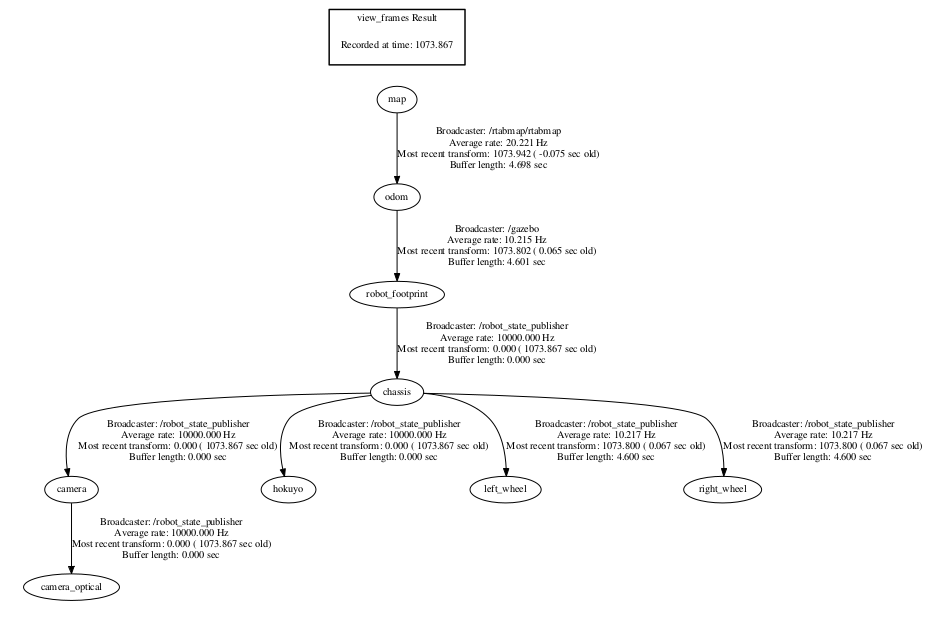 view_frames Result
Recorded at time: 1073.867
map
Broadcaster: /rtabmap/rtabmap
Average rate: 20.221 Hz
Most recent transform: 1073.942 ( -0.075 sec old)
Buffer length: 4.698 sec
odom
Broadcaster: /gazebo
Average rate: 10.215 Hz
Most recent transform: 1073.802 ( 0.065 sec old)
Buffer length: 4.601 sec
robot_footprint
Broadcaster: /robot_state_publisher
Average rate: 10000.000 Hz
Most recent transform: 0.000 ( 1073.867 sec old)
Buffer length: 0.000 sec
chassis
Broadcaster: /robot_state_publisher
Average rate: 10000.000 Hz
Most recent transform: 0.000 ( 1073.867 sec old)
Buffer length: 0.000 sec
Broadcaster: /robot_state_publisher
Average rate: 10000.000 Hz
Most recent transform: 0.000 ( 1073.867 sec old)
Buffer length: 0.000 sec
Broadcaster: /robot_state_publisher
Average rate: 10.217 Hz
Most recent transform: 1073.800 ( 0.067 sec old)
Buffer length: 4.600 sec
Broadcaster: /robot_state_publisher
Average rate: 10.217 Hz
Most recent transform: 1073.800 ( 0.067 sec old)
Buffer length: 4.600 sec
camera
hokuyo
left_wheel
right_wheel
Broadcaster: /robot_state_publisher
Average rate: 10000.000 Hz
Most recent transform: 0.000 ( 1073.867 sec old)
Buffer length: 0.000 sec
camera_optical